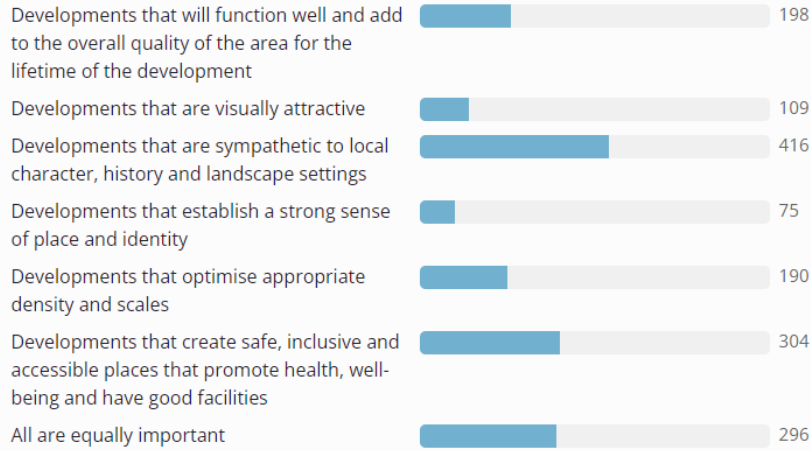 Developments that will function well and add 198
to the overall quality of the area for the
lifetime of the development
Developments that are visually attractive 109
Developments that are sympathetic to local 416
character, history and landscape settings
Developments that establish a strong sense 75
of place and identity
Developments that optimise appropriate 190
density and scales
Developments that create safe, inclusive and 304
accessible places that promote health, well-
being and have good facilities
All are equally important 296